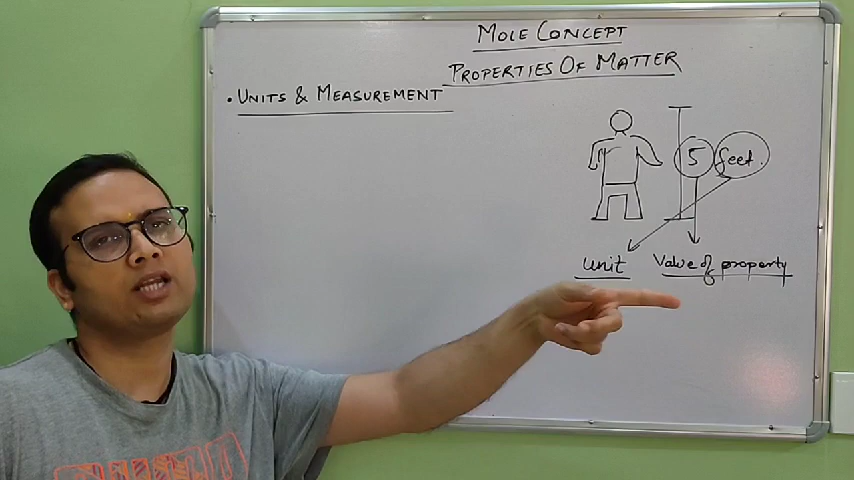 MOLE CONCEPT
PROPERTIES OF MATTER
• UNITS & MEASUREMENT
5 feet.
unit
Value of property